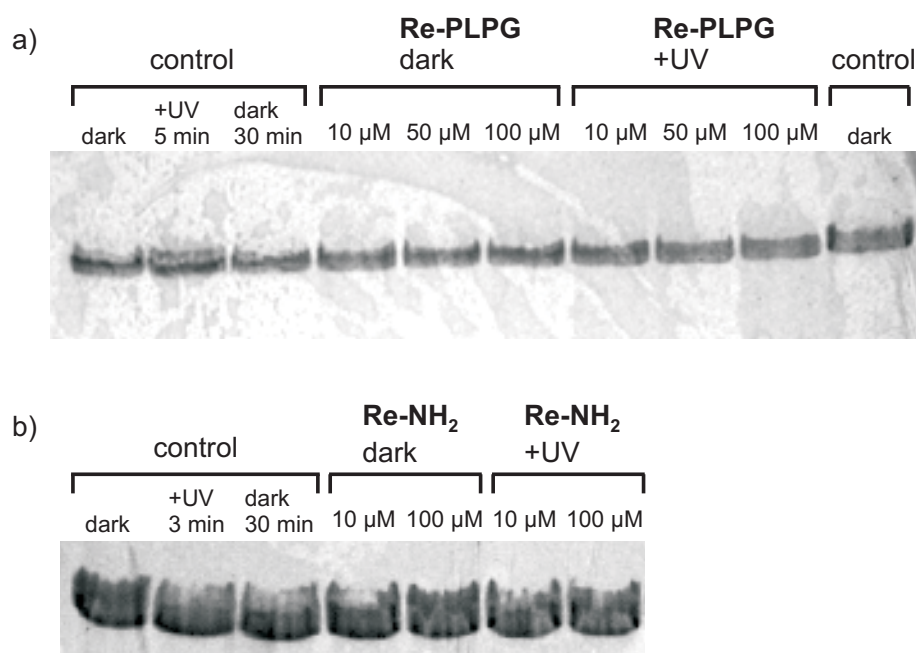 a)
Re-PLPG Re-PLPG
control dark +UV control
+UV dark
dark 5 min 30 min 10 µM 50 µM 100 µM 10 µM 50 µM 100 µM dark
b)
Re-NH₂ Re-NH₂
control dark +UV
+UV dark
dark 3 min 30 min 10 µM 100 µM 10 µM 100 µM